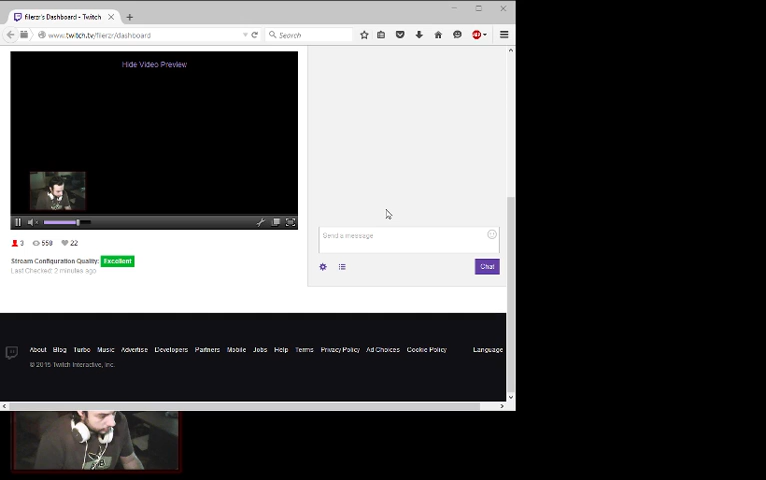 filerzr's Dashboard - Twitch
www.twitch.tv/filerzr/dashboard
Search
Hide Video Preview
3 559 22
Stream Configuration Quality: Excellent
Last Checked: 2 minutes ago
Send a message
Chat
About Blog Turbo Music Advertise Developers Partners Mobile Jobs Help Terms Privacy Policy Ad Choices Cookie Policy Language
© 2015 Twitch Interactive, Inc.